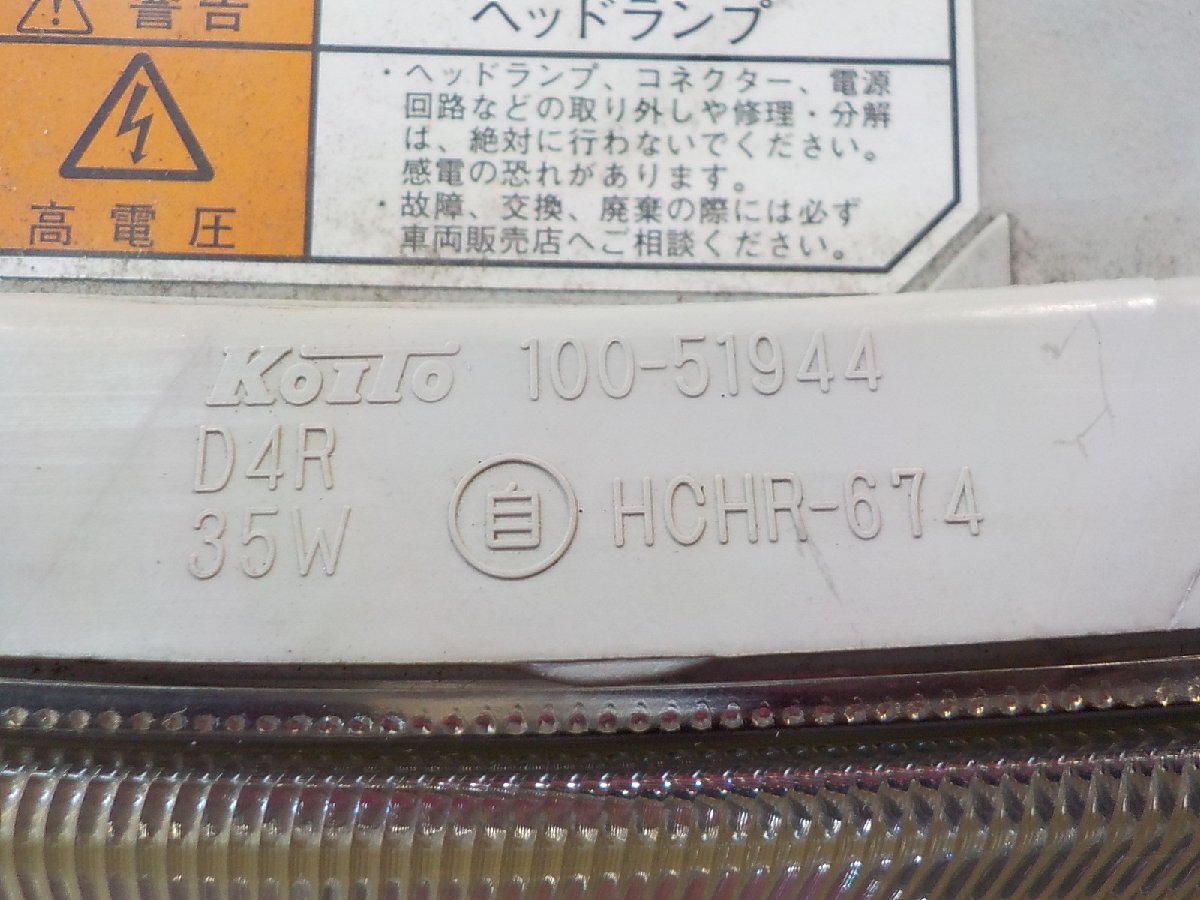 警告
ヘッドランプ
高電圧
・ヘッドランプ、コネクター、電源
回路などの取り外しや修理・分解
は、絶対に行わないでください。
感電の恐れがあります。
・故障、交換、廃棄の際には必ず
車両販売店へご相談ください。
KOITO 100-51944
D4R
35W
自 HCHR-674